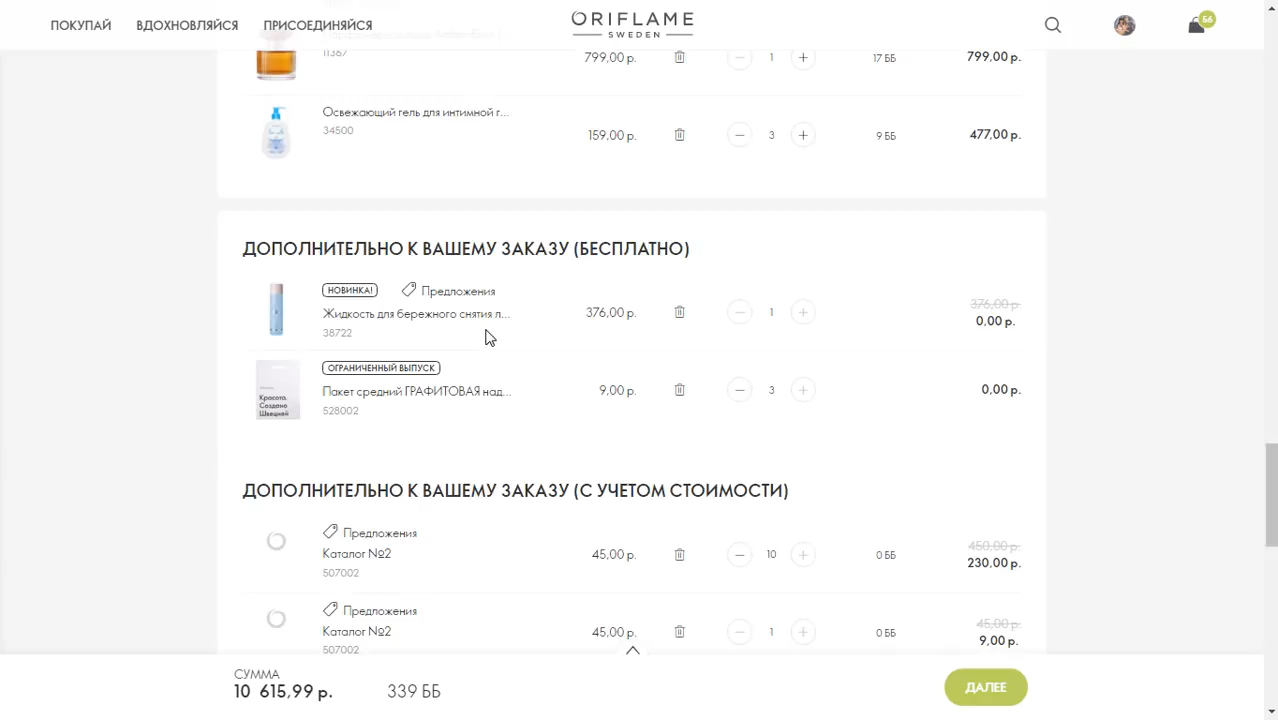 ПОКУПАЙ ВДОХНОВЛЯЙСЯ ПРИСОЕДИНЯЙСЯ
ORIFLAME
SWEDEN
56
11367
799,00 р. 1 17 ББ 799,00 р.
Освежающий гель для интимной г...
34500
159,00 р. 3 9 ББ 477,00 р.
ДОПОЛНИТЕЛЬНО К ВАШЕМУ ЗАКАЗУ (БЕСПЛАТНО)
НОВИНКА! Предложения
Жидкость для бережного снятия л...
38722
376,00 р. 1 376,00 р.
0,00 р.
ОГРАНИЧЕННЫЙ ВЫПУСК
Пакет средний ГРАФИТОВАЯ над...
528002
9,00 р. 3 0,00 р.
Красота.
Создано
Швецией
ДОПОЛНИТЕЛЬНО К ВАШЕМУ ЗАКАЗУ (С УЧЕТОМ СТОИМОСТИ)
Предложения
Каталог №2
507002
45,00 р. 10 0 ББ 450,00 р.
230,00 р.
Предложения
Каталог №2
507002
45,00 р. 1 0 ББ 45,00 р.
9,00 р.
СУММА
10 615,99 р. 339 ББ
ДАЛЕЕ